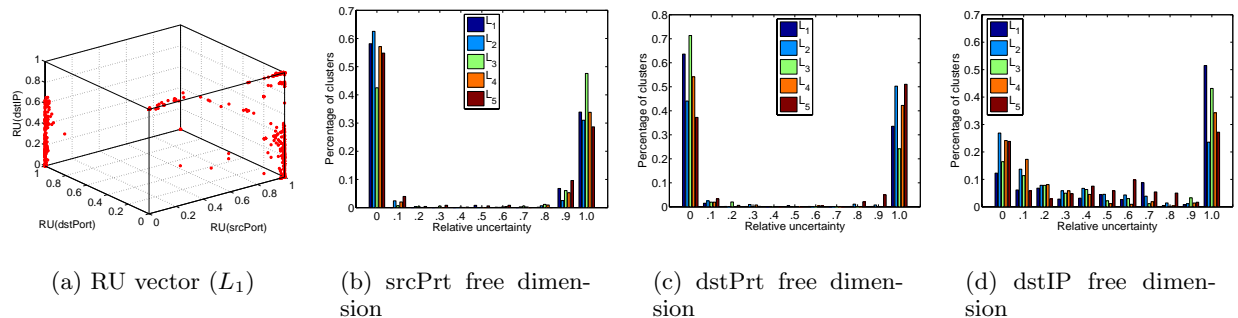 1
0.8
0.6
0.4
0.2
0
1
0.8
0.6
0.4
0.2
0
0
0.2
0.4
0.6
0.8
1
RU(dstIP)
RU(dstPort)
RU(srcPort)
(a) RU vector (L1)
0.7
0.6
0.5
0.4
0.3
0.2
0.1
0
Percentage of clusters
L1
L2
L3
L4
L5
0 .1 .2 .3 .4 .5 .6 .7 .8 .9 1.0
Relative uncertainty
(b) srcPrt free dimen-
sion
0.8
0.7
0.6
0.5
0.4
0.3
0.2
0.1
0
Percentage of clusters
L1
L2
L3
L4
L5
0 .1 .2 .3 .4 .5 .6 .7 .8 .9 1.0
Relative uncertainty
(c) dstPrt free dimen-
sion
0.7
0.6
0.5
0.4
0.3
0.2
0.1
0
Percentage of clusters
L1
L2
L3
L4
L5
0 .1 .2 .3 .4 .5 .6 .7 .8 .9 1.0
Relative uncertainty
(d) dstIP free dimen-
sion